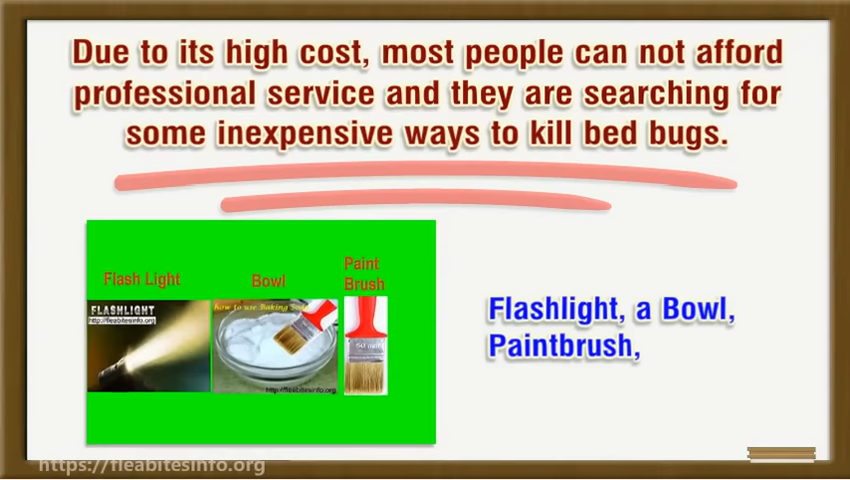 Due to its high cost, most people can not afford
professional service and they are searching for
some inexpensive ways to kill bed bugs.
Flash Light
Bowl
Paint
Brush
FLASHLIGHT
http://fleabitesinfo.org
how to use Baking Soda
http://fleabitesinfo.org
50 mm
Flashlight, a Bowl,
Paintbrush,
https://fleabitesinfo.org